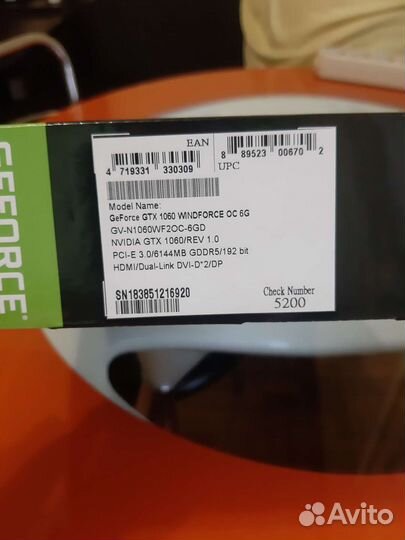 GEFORCE
EAN
4 719331 330309
8 89523 00670 2
UPC
Model Name:
GeForce GTX 1060 WINDFORCE OC 6G
GV-N1060WF2OC-6GD
NVIDIA GTX 1060/REV 1.0
PCI-E 3.0/6144MB GDDR5/192 bit
HDMI/Dual-Link DVI-D*2/DP
SN183851216920
Check Number
5200
Avito